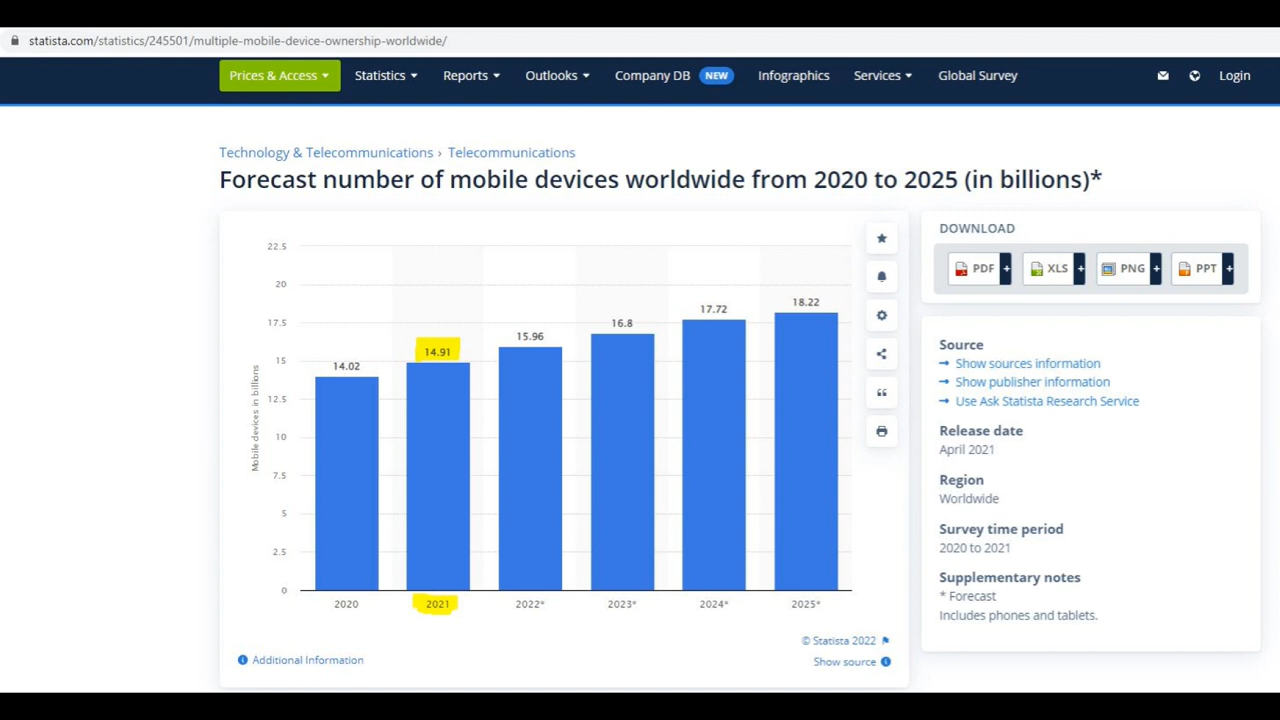 statista.com/statistics/245501/multiple-mobile-device-ownership-worldwide/
Prices & Access Statistics Reports Outlooks Company DB NEW Infographics Services Global Survey Login
Technology & Telecommunications › Telecommunications
Forecast number of mobile devices worldwide from 2020 to 2025 (in billions)*
Mobile devices in billions
22.5
20
17.5
15
12.5
10
7.5
5
2.5
0
14.02
14.91
15.96
16.8
17.72
18.22
2020 2021 2022* 2023* 2024* 2025*
© Statista 2022
Additional Information
Show source
DOWNLOAD
PDF + XLS + PNG + PPT +
Source
→ Show sources information
→ Show publisher information
→ Use Ask Statista Research Service
Release date
April 2021
Region
Worldwide
Survey time period
2020 to 2021
Supplementary notes
* Forecast
Includes phones and tablets.